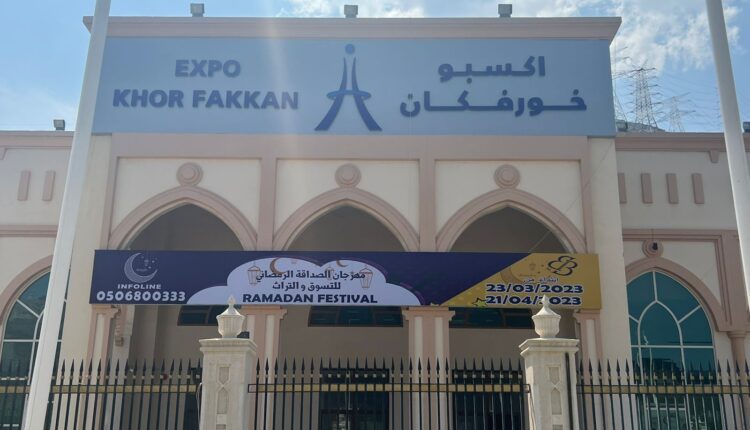 EXPO
KHOR FAKKAN
اكسبو
خورفكان
INFOLINE
0506800333
مهرجان الصداقة الرمضاني
للتسوق و التراث
RAMADAN FESTIVAL
23/03/2023
21/04/2023